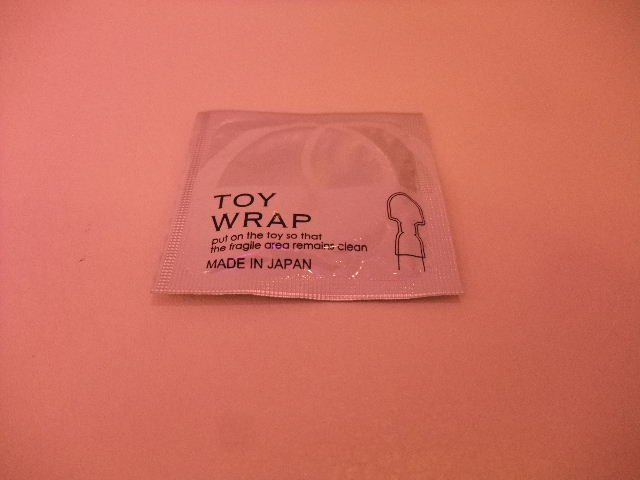 TOY
WRAP
put on the toy so that
the fragile area remains clean
MADE IN JAPAN